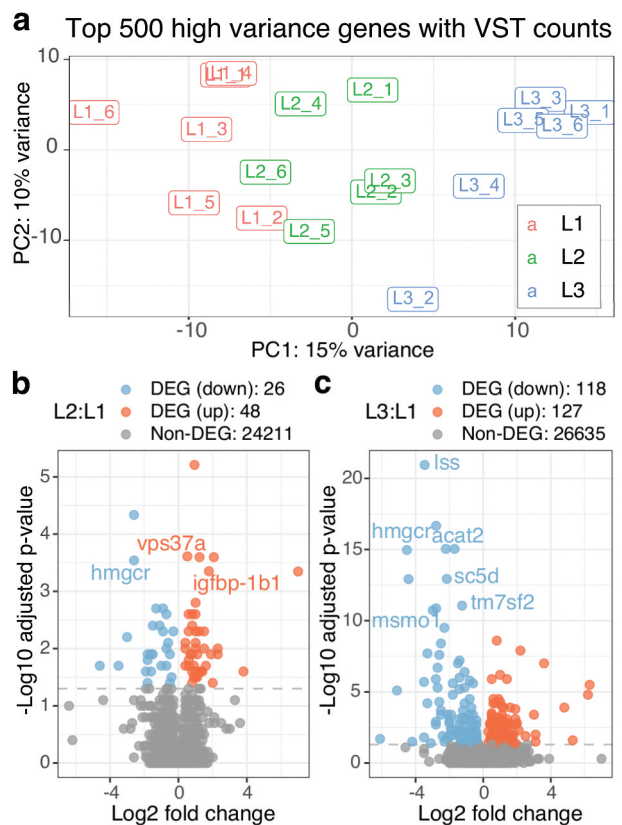 a Top 500 high variance genes with VST counts
10
0
-10
PC2: 10% variance
L1_4
L1_6
L1_3
L1_5
L1_2
L2_4
L2_1
L2_6
L2_3
L2_2
L2_5
L3_3
L3_1
L3_5
L3_6
L3_4
L3_2
a L1
a L2
a L3
-10 0 10
PC1: 15% variance
b
L2:L1
DEG (down): 26
DEG (up): 48
Non-DEG: 24211
5
4
3
2
1
0
-Log10 adjusted p-value
vps37a
hmgcr
igfbp-1b1
-4 0 4
Log2 fold change
c
L3:L1
DEG (down): 118
DEG (up): 127
Non-DEG: 26635
20
15
10
5
0
-Log10 adjusted p-value
lss
hmgcr
acat2
sc5d
tm7sf2
msmo1
-4 0 4
Log2 fold change